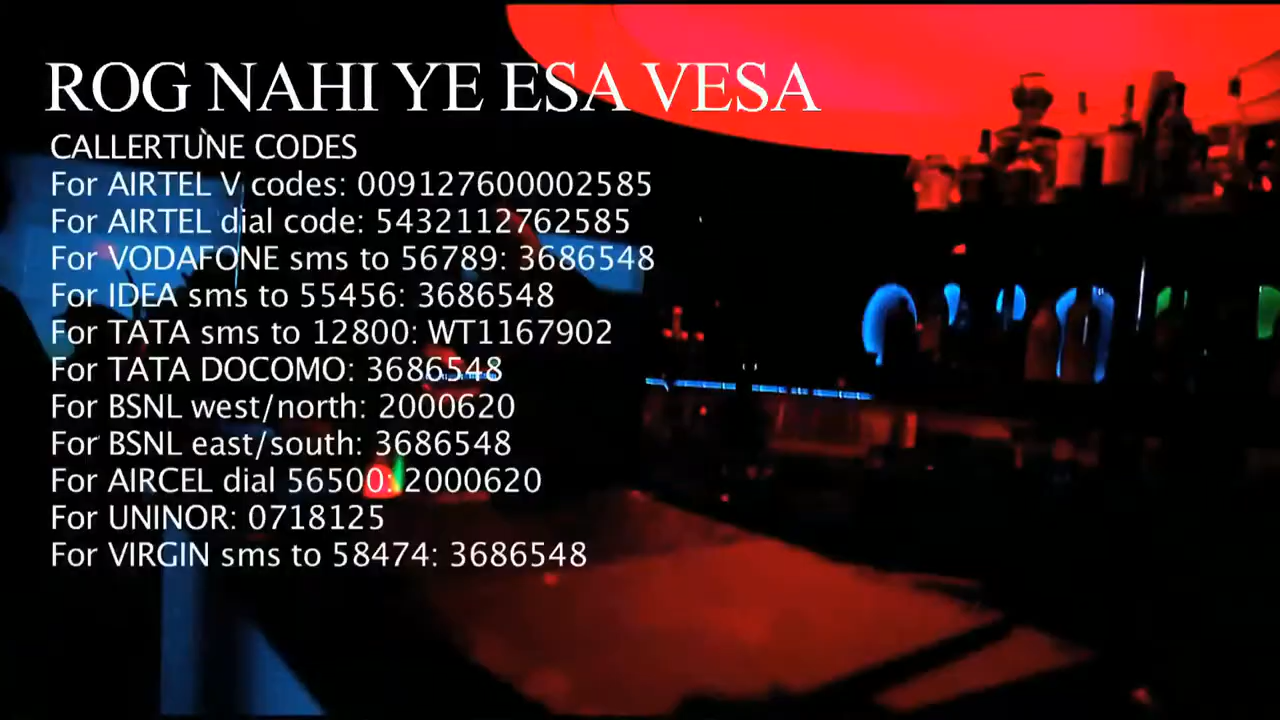 ROG NAHI YE ESA VESA
CALLERTUNE CODES
For AIRTEL V codes: 009127600002585
For AIRTEL dial code: 5432112762585
For VODAFONE sms to 56789: 3686548
For IDEA sms to 55456: 3686548
For TATA sms to 12800: WT1167902
For TATA DOCOMO: 3686548
For BSNL west/north: 2000620
For BSNL east/south: 3686548
For AIRCEL dial 56500: 2000620
For UNINOR: 0718125
For VIRGIN sms to 58474: 3686548